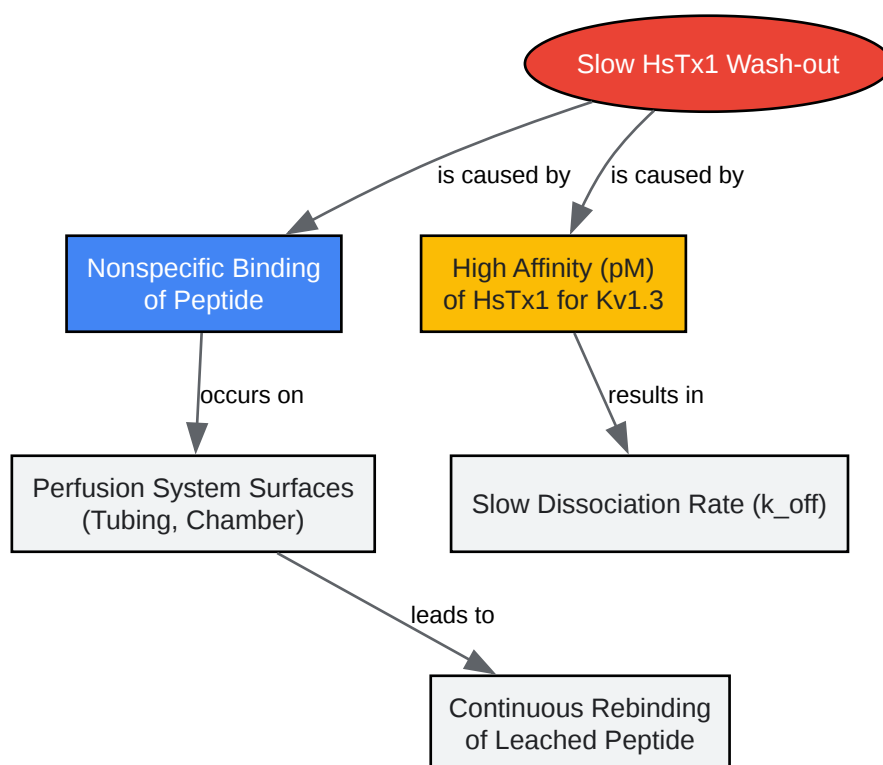 Slow HsTx1 Wash-out
is caused by
is caused by
Nonspecific Binding
of Peptide
High Affinity (pM)
of HsTx1 for Kv1.3
occurs on
results in
Perfusion System Surfaces
(Tubing, Chamber)
Slow Dissociation Rate (k_off)
leads to
Continuous Rebinding
of Leached Peptide